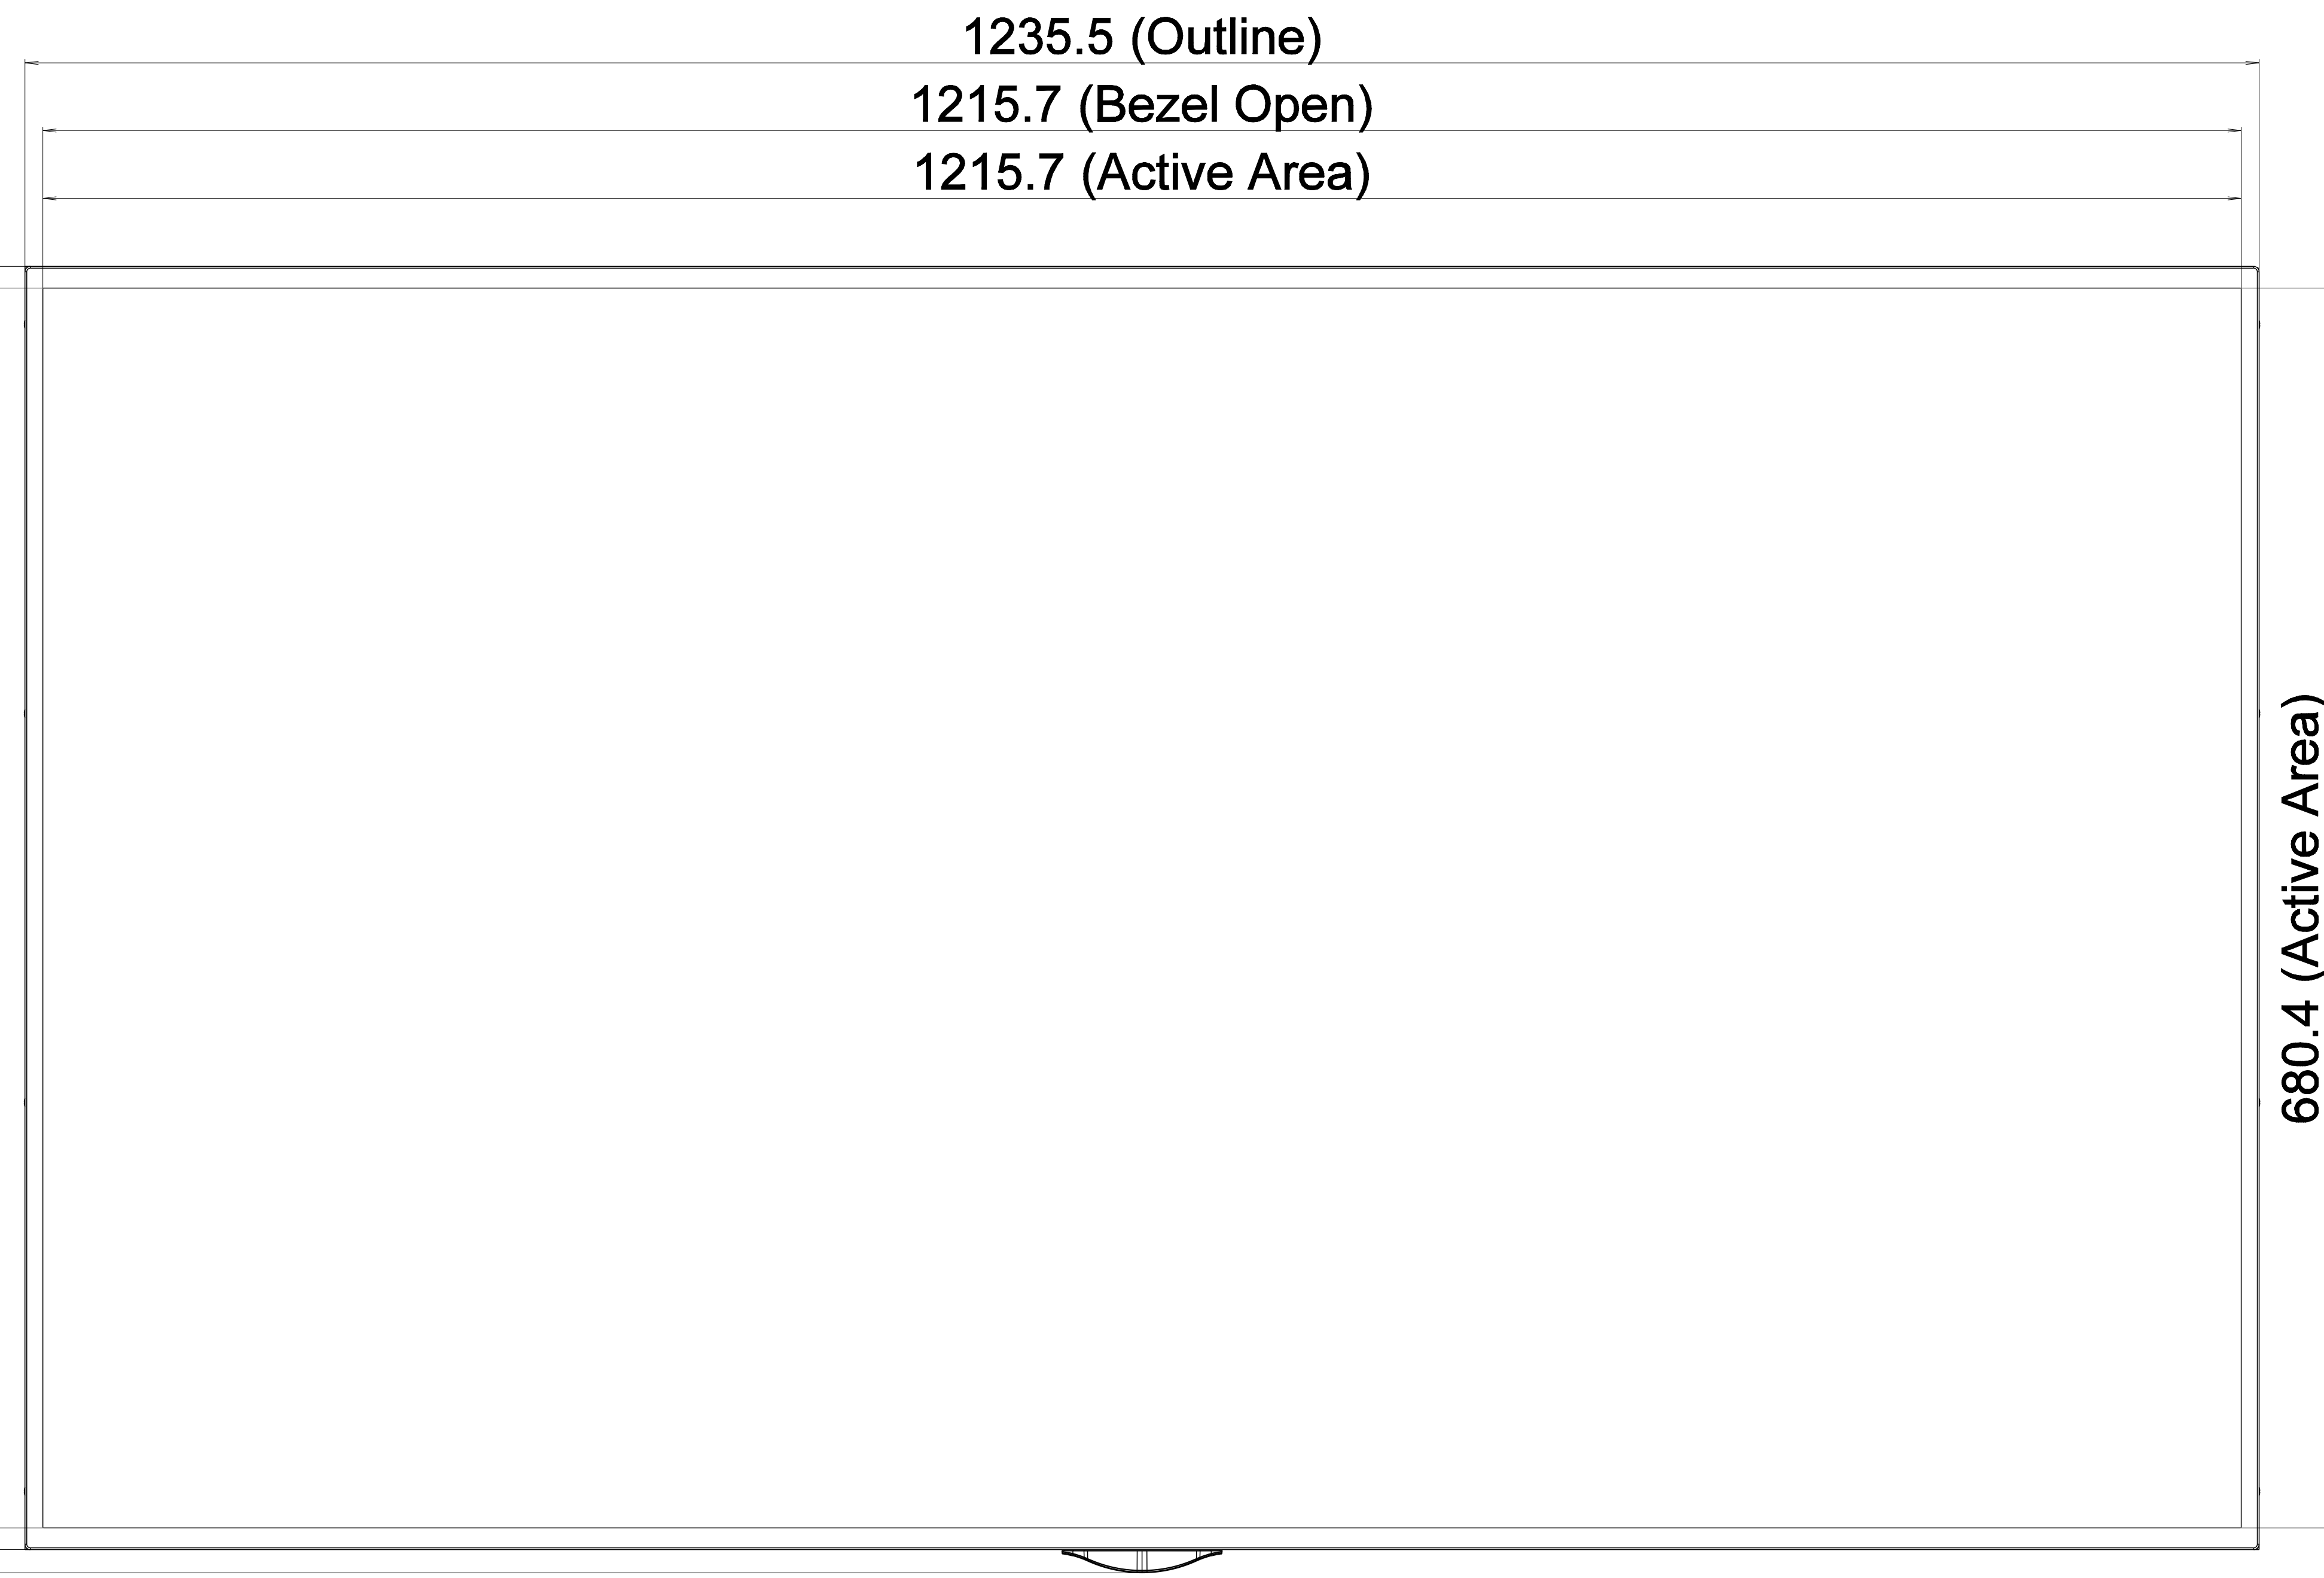 1235.5 (Outline)
1215.7 (Bezel Open)
1215.7 (Active Area)
680.4 (Active Area)